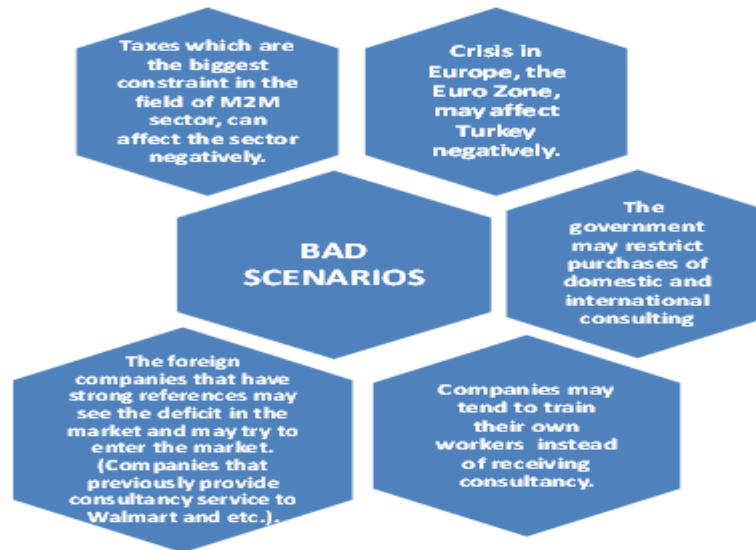 Taxes which are
the biggest
constraint in the
field of M2M
sector, can
affect the sector
negatively.
Crisis in
Europe, the
Euro Zone,
may affect
Turkey
negatively.
BAD
SCENARIOS
The
government
may restrict
purchases of
domestic and
international
consulting
The foreign
companies that have
strong references may
see the deficit in the
market and may try to
enter the market.
(Companies that
previously provide
consultancy service to
Walmart and etc.).
Companies may
tend to train
their own
workers instead
of receiving
consultancy.